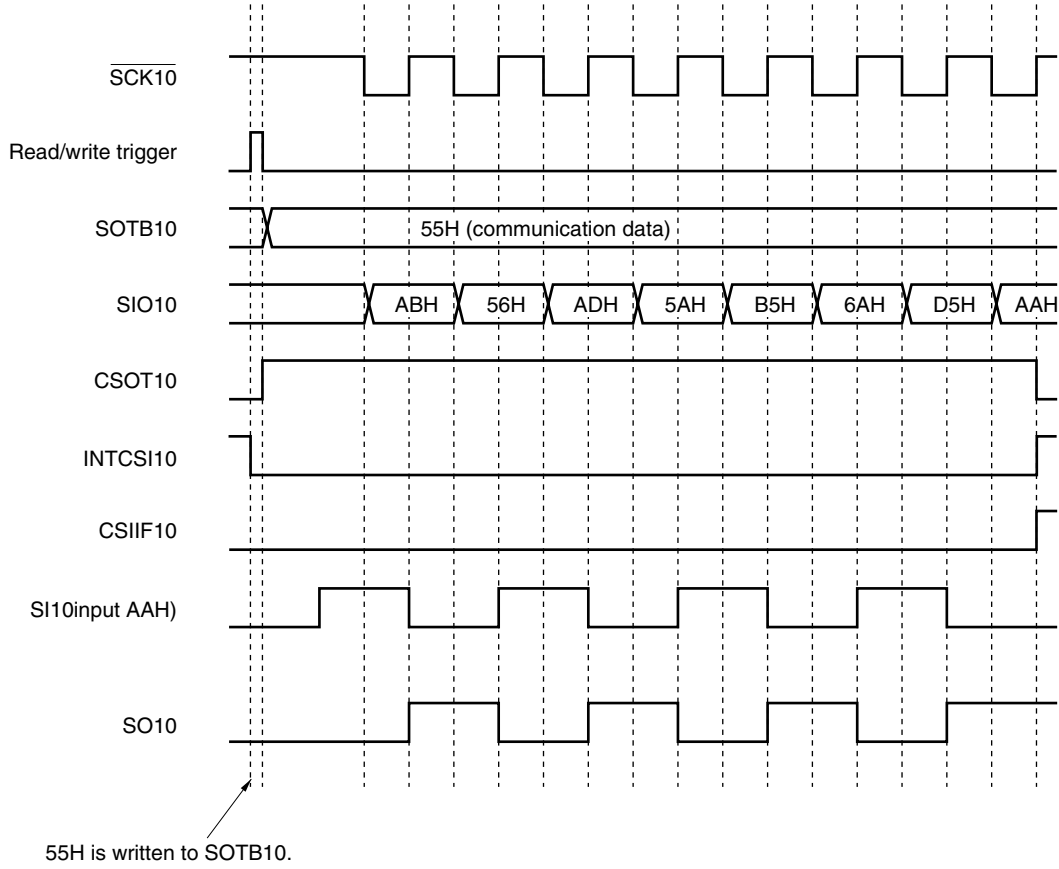 SCK10
Read/write trigger
SOTB10
55H (communication data)
SIO10
ABH 56H ADH 5AH B5H 6AH D5H AAH
CSOT10
INTCSI10
CSIIF10
SI10input AAH)
SO10
55H is written to SOTB10.